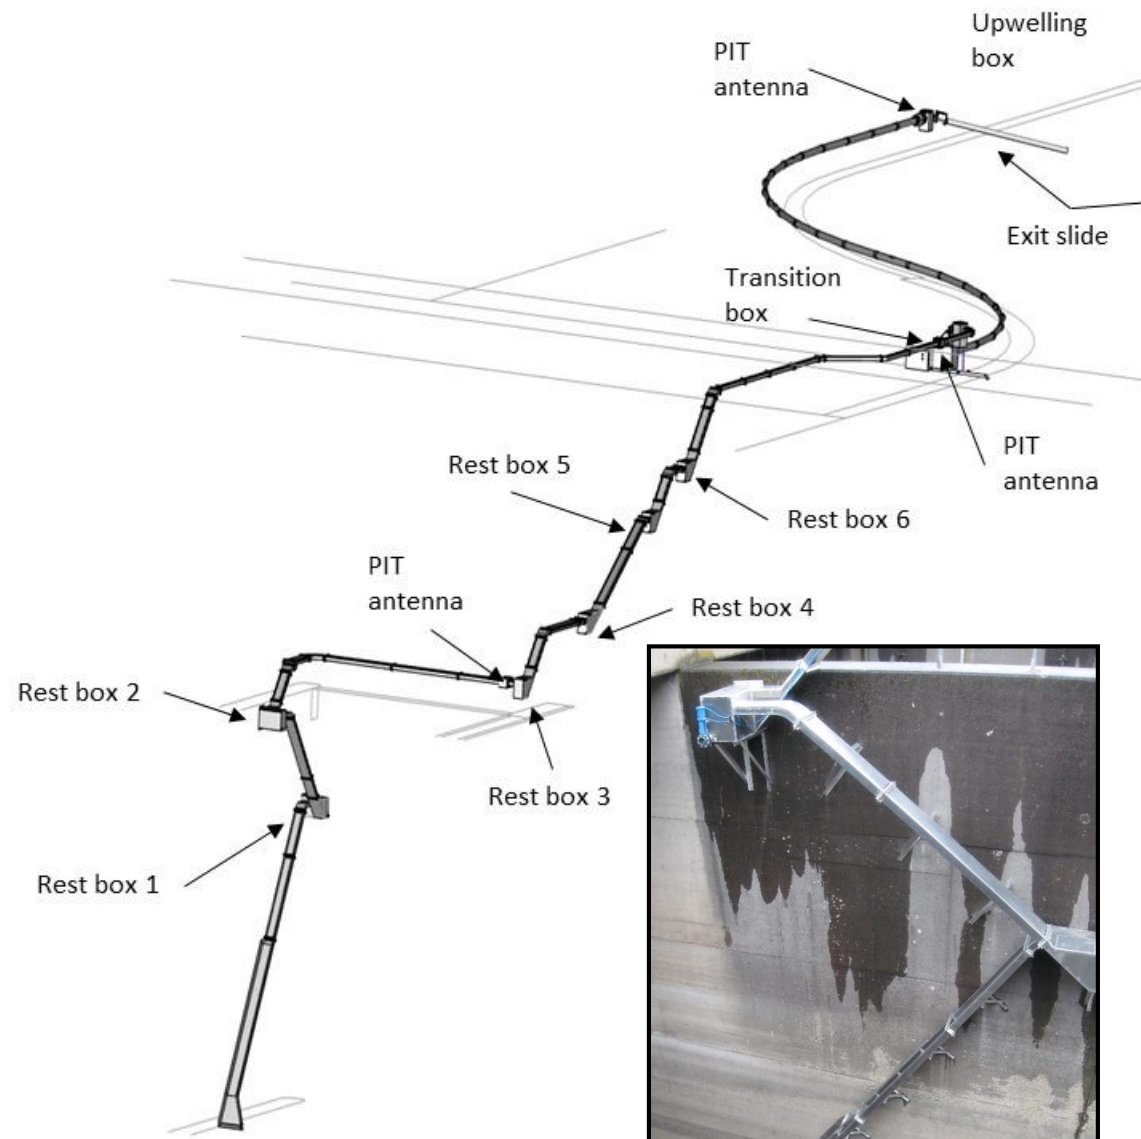 Upwelling
box
PIT
antenna
Exit slide
Transition
box
PIT
antenna
Rest box 5
Rest box 6
PIT
antenna
Rest box 4
Rest box 2
Rest box 3
Rest box 1